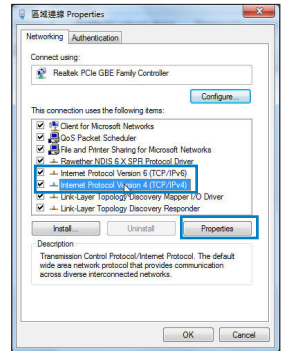 區域連線 Properties
Networking Authentication
Connect using:
Realtek PCIe GBE Family Controller
Configure...
This connection uses the following items:
Client for Microsoft Networks
QoS Packet Scheduler
File and Printer Sharing for Microsoft Networks
Rawether NDIS 6.X SPR Protocol Driver
Internet Protocol Version 6 (TCP/IPv6)
Internet Protocol Version 4 (TCP/IPv4)
Link-Layer Topology Discovery Mapper I/O Driver
Link-Layer Topology Discovery Responder
Install... Uninstall Properties
Description
Transmission Control Protocol/Internet Protocol. The default
wide area network protocol that provides communication
across diverse interconnected networks.
OK Cancel